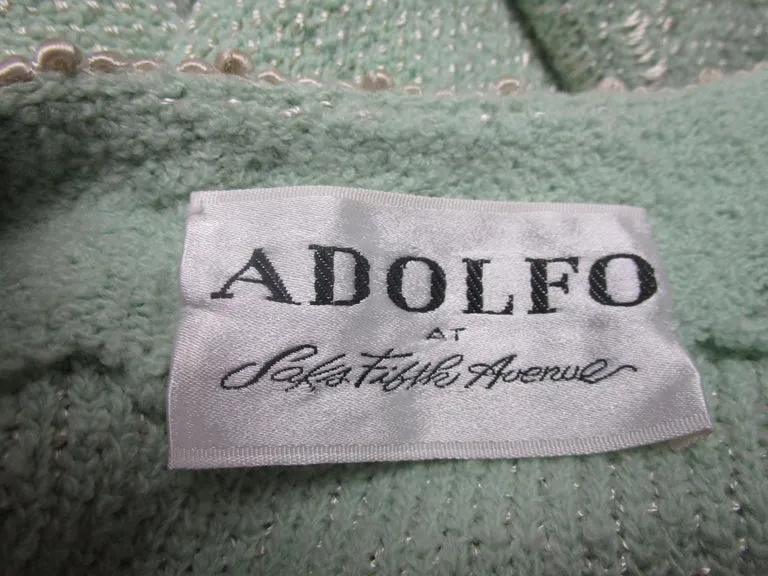 ADOLFO
AT
Saks Fifth Avenue